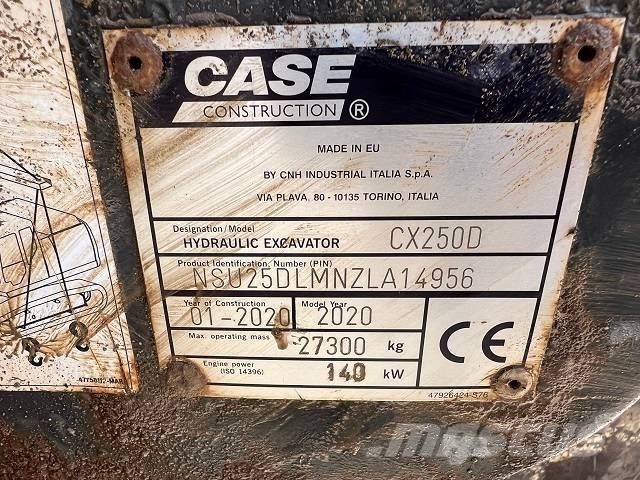 CASE
CONSTRUCTION ®
MADE IN EU
BY CNH INDUSTRIAL ITALIA S.p.A.
VIA PLAVA, 80 - 10135 TORINO, ITALIA
Designation/Model
HYDRAULIC EXCAVATOR CX250D
Product Identification Number (PIN)
NSU25DLMNZLA14956
Year of Construction Model Year
01-2020 2020
Max. operating mass 27300 kg
Engine power
(ISO 14396) 140 kW
CE
47926424-S76
Mascus